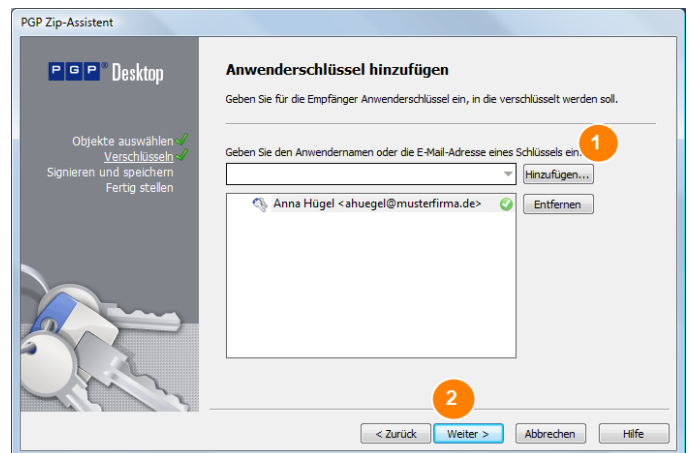 PGP Zip-Assistent
PGP® Desktop
Objekte auswählen
Verschlüsseln
Signieren und speichern
Fertig stellen
Anwenderschlüssel hinzufügen
Geben Sie für die Empfänger Anwenderschlüssel ein, in die verschlüsselt werden soll.
Geben Sie den Anwendernamen oder die E-Mail-Adresse eines Schlüssels ein.
1
Hinzufügen...
Anna Hügel <ahuegel@musterfirma.de>
Entfernen
2
< Zurück
Weiter >
Abbrechen
Hilfe